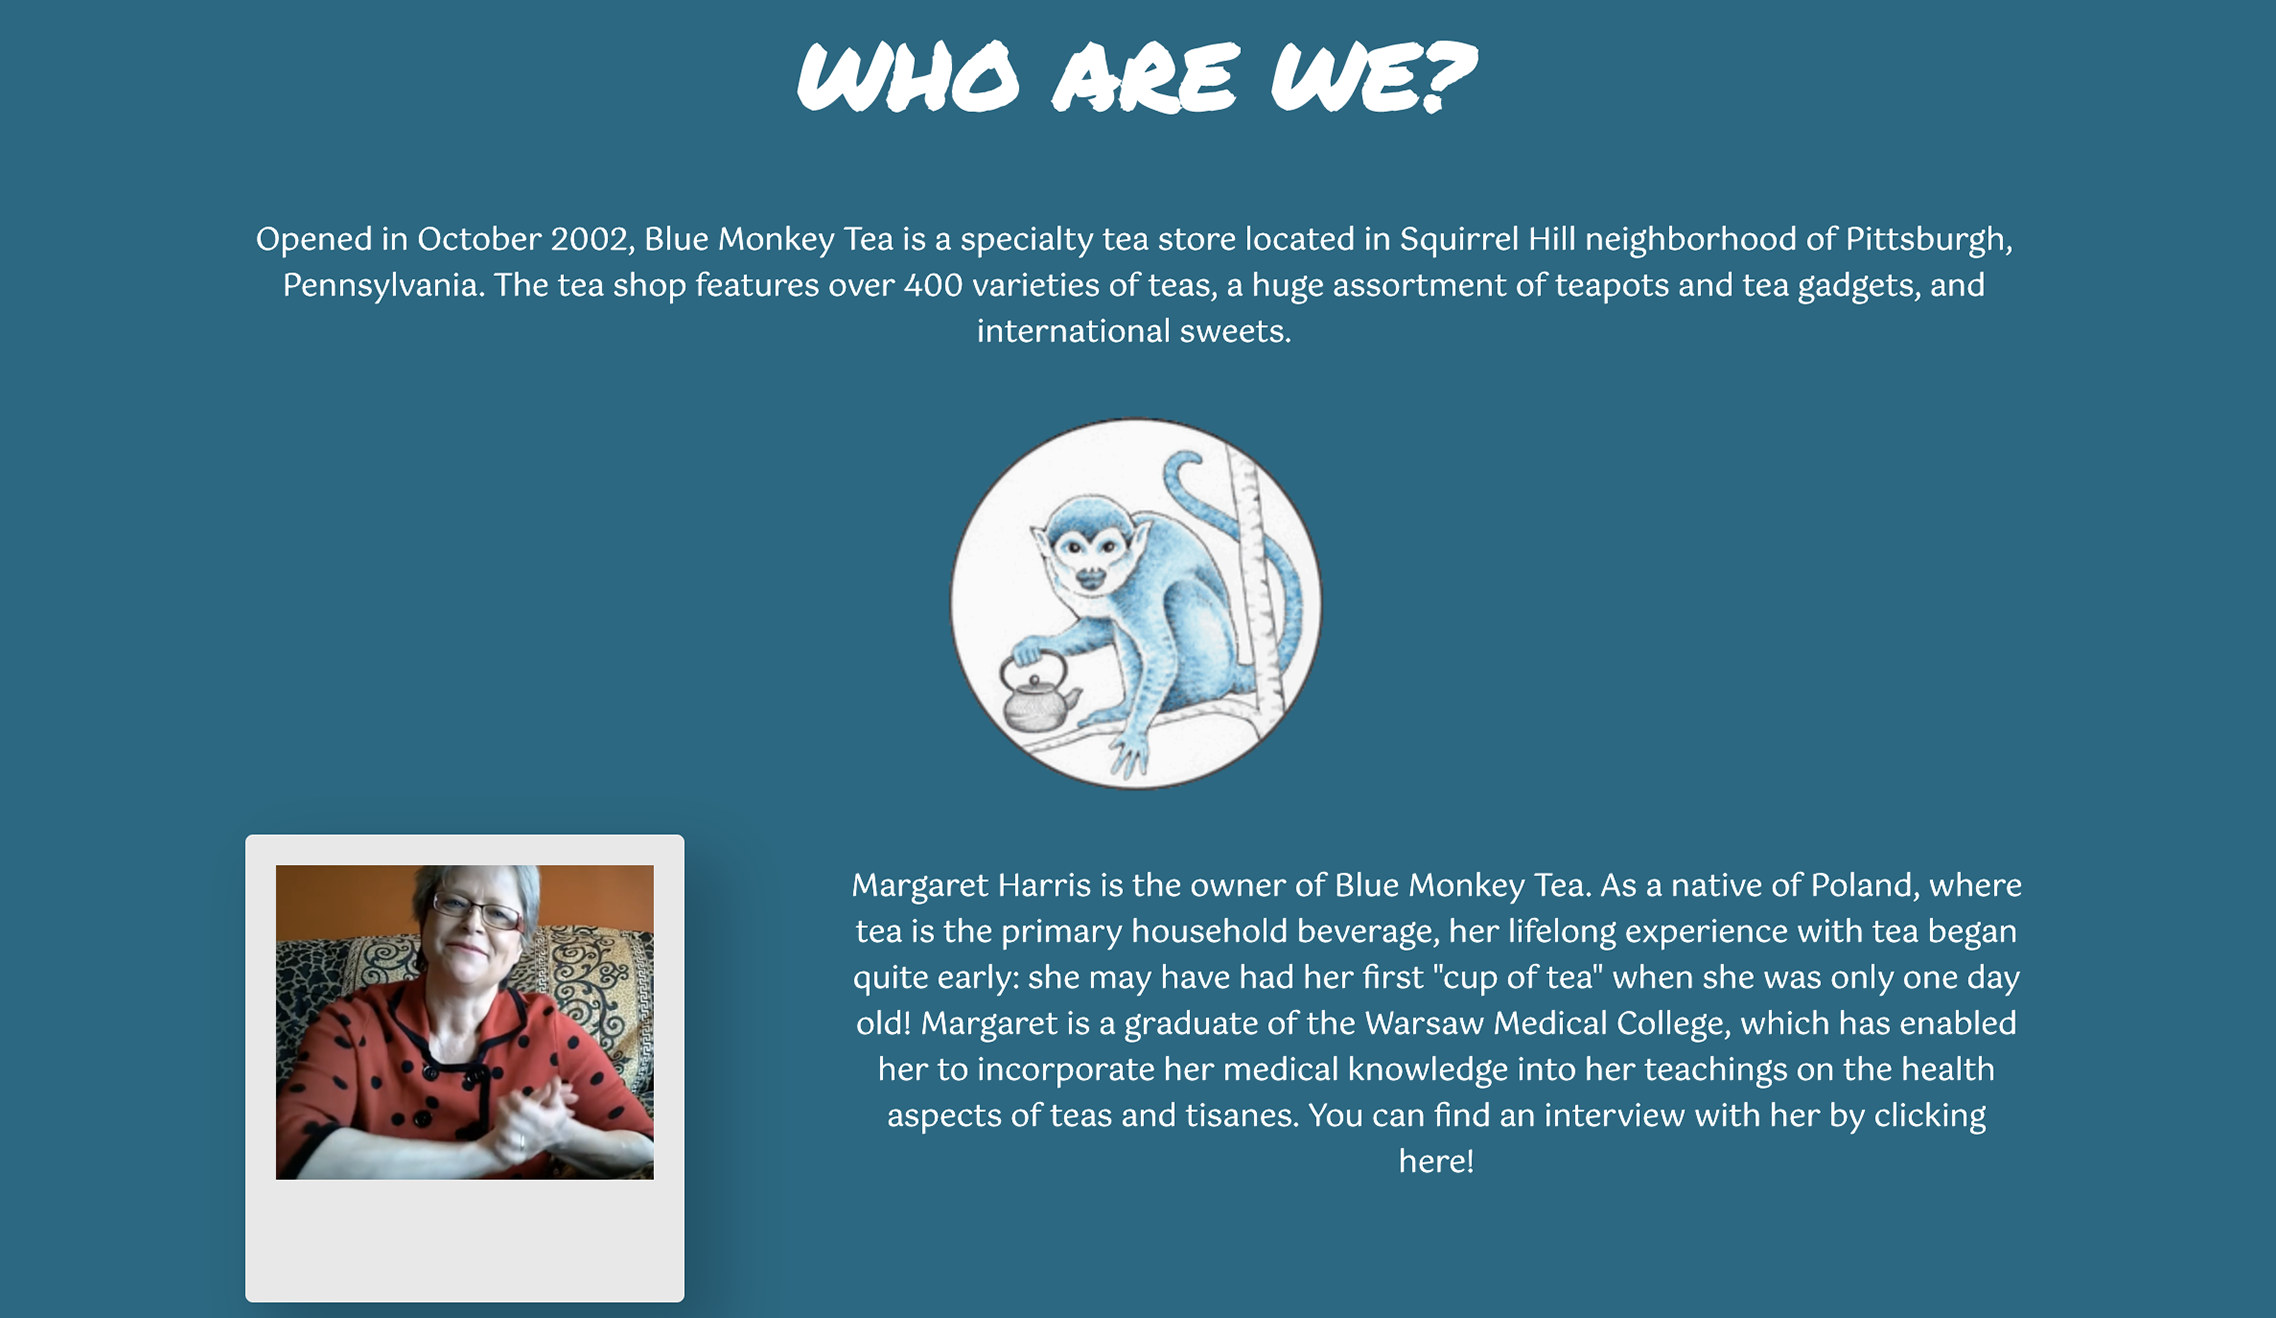 WHO ARE WE?
Opened in October 2002, Blue Monkey Tea is a specialty tea store located in Squirrel Hill neighborhood of Pittsburgh,
Pennsylvania. The tea shop features over 400 varieties of teas, a huge assortment of teapots and tea gadgets, and
international sweets.
Margaret Harris is the owner of Blue Monkey Tea. As a native of Poland, where
tea is the primary household beverage, her lifelong experience with tea began
quite early: she may have had her first "cup of tea" when she was only one day
old! Margaret is a graduate of the Warsaw Medical College, which has enabled
her to incorporate her medical knowledge into her teachings on the health
aspects of teas and tisanes. You can find an interview with her by clicking
here!